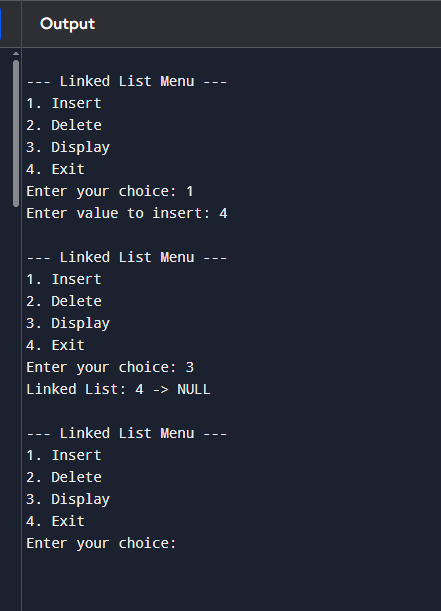 Output
--- Linked List Menu ---
1. Insert
2. Delete
3. Display
4. Exit
Enter your choice: 1
Enter value to insert: 4
--- Linked List Menu ---
1. Insert
2. Delete
3. Display
4. Exit
Enter your choice: 3
Linked List: 4 -> NULL
--- Linked List Menu ---
1. Insert
2. Delete
3. Display
4. Exit
Enter your choice: